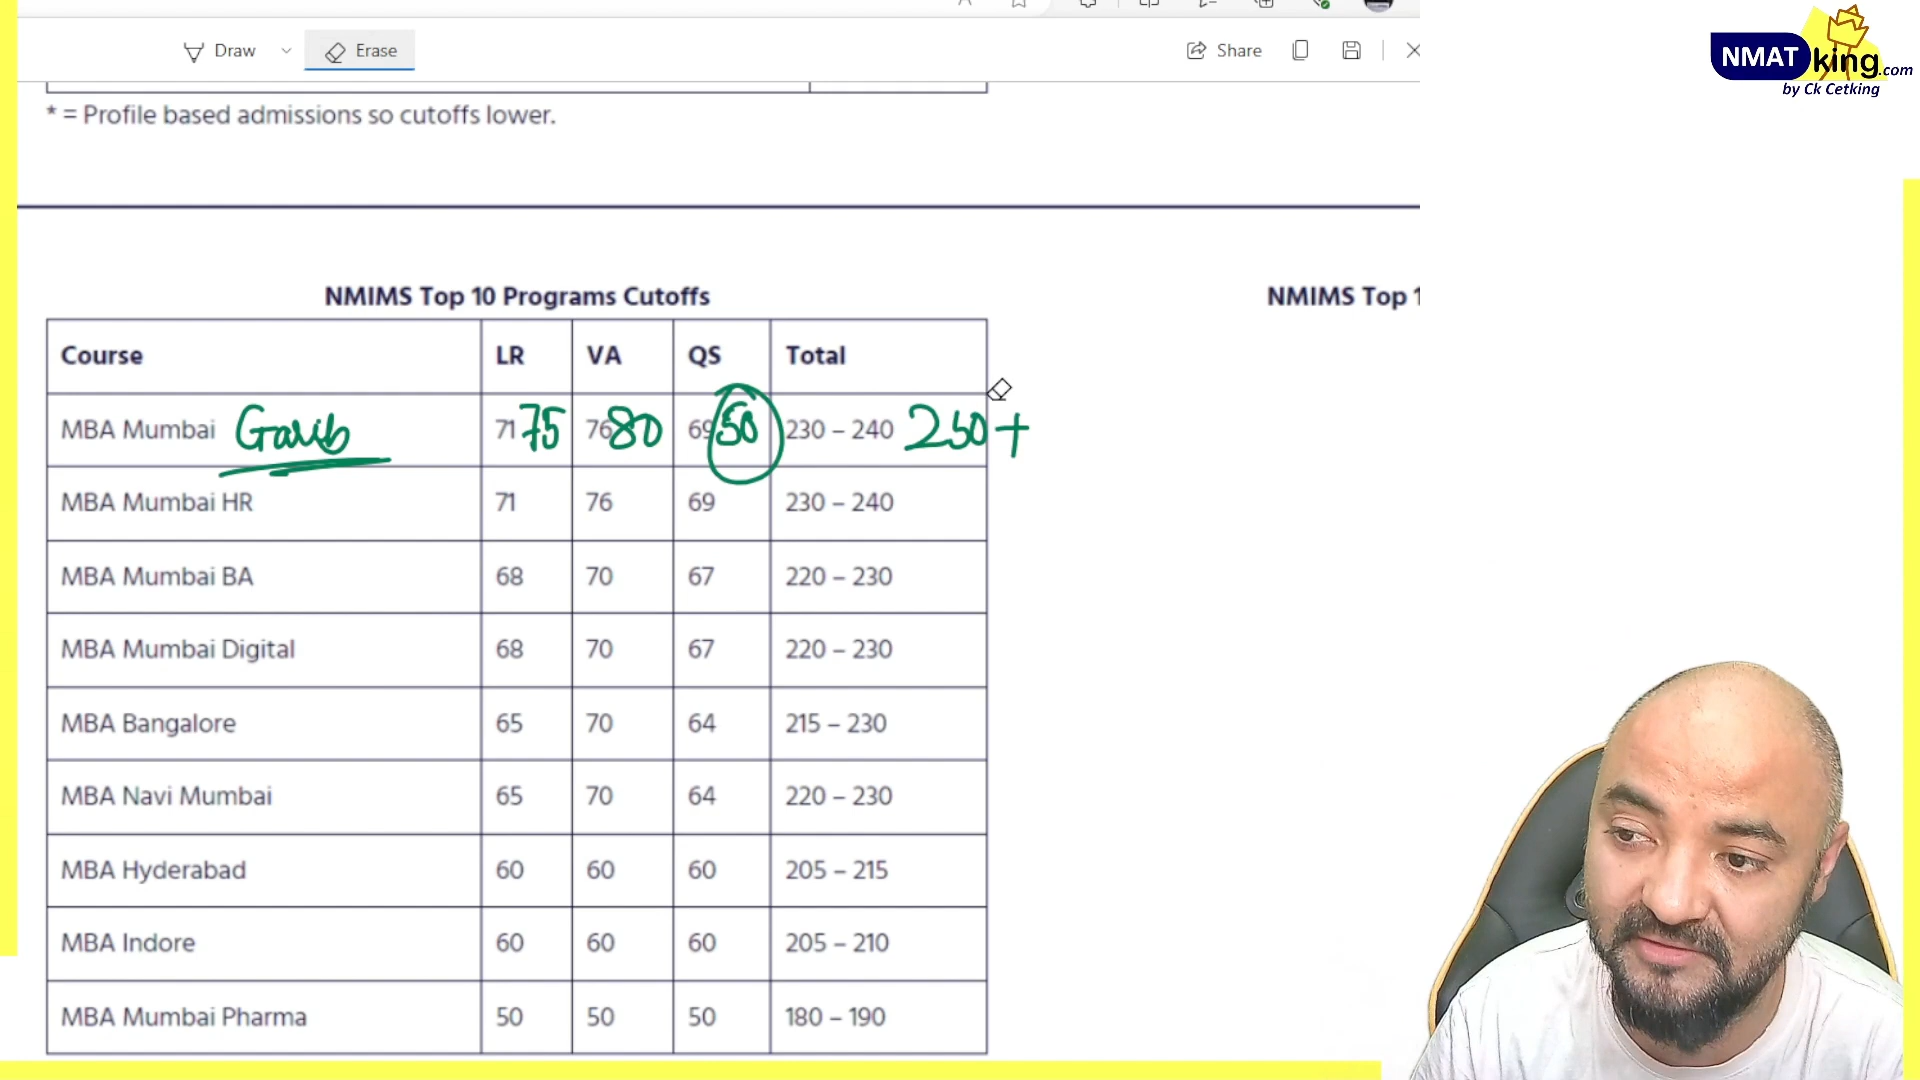 Draw Erase Share
NMAT king.com
by Ck Cetking
* = Profile based admissions so cutoffs lower.
NMIMS Top 10 Programs Cutoffs
NMIMS Top 1
Course LR VA QS Total
MBA Mumbai 71 75 76 80 69 50 230 – 240 250+
MBA Mumbai HR 71 76 69 230 – 240
MBA Mumbai BA 68 70 67 220 – 230
MBA Mumbai Digital 68 70 67 220 – 230
MBA Bangalore 65 70 64 215 – 230
MBA Navi Mumbai 65 70 64 220 – 230
MBA Hyderabad 60 60 60 205 – 215
MBA Indore 60 60 60 205 – 210
MBA Mumbai Pharma 50 50 50 180 – 190